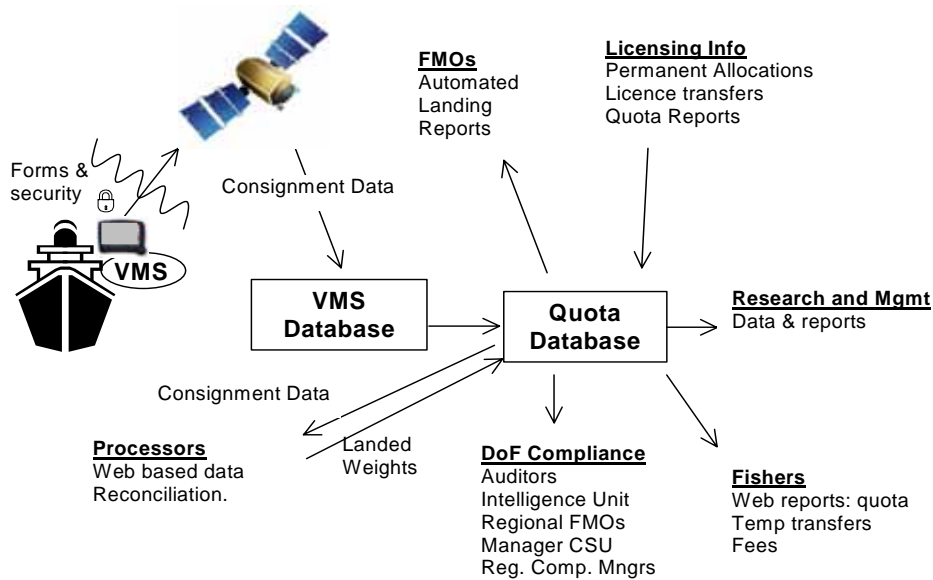 FMOs
Automated
Landing
Reports
Licensing Info
Permanent Allocations
Licence transfers
Quota Reports
Forms &
security
Consignment Data
VMS
VMS
Database
Quota
Database
Research and Mgmt
Data & reports
Consignment Data
Landed
Weights
Processors
Web based data
Reconciliation.
DoF Compliance
Auditors
Intelligence Unit
Regional FMOs
Manager CSU
Reg. Comp. Mngrs
Fishers
Web reports: quota
Temp transfers
Fees